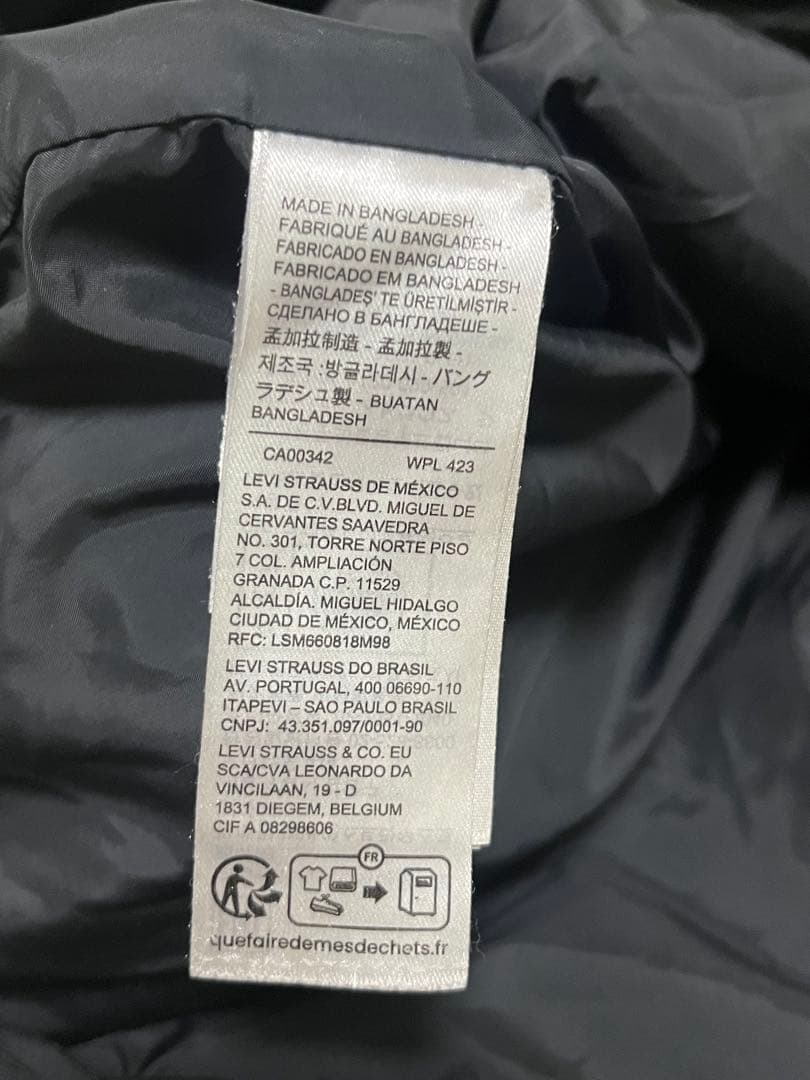 MADE IN BANGLADESH -
FABRIQUÉ AU BANGLADESH -
FABRICADO EN BANGLADESH -
FABRICADO EM BANGLADESH
- BANGLADEŞ' TE ÜRETİLMİŞTİR -
СДЕЛАНО В БАНГЛАДЕШЕ -
孟加拉制造 - 孟加拉製 -
제조국 :방글라데시 - バング
ラデシュ製 - BUATAN
BANGLADESH
CA00342 WPL 423
LEVI STRAUSS DE MÉXICO
S.A. DE C.V.BLVD. MIGUEL DE
CERVANTES SAAVEDRA
NO. 301, TORRE NORTE PISO
7 COL. AMPLIACIÓN
GRANADA C.P. 11529
ALCALDÍA. MIGUEL HIDALGO
CIUDAD DE MÉXICO, MÉXICO
RFC: LSM660818M98
LEVI STRAUSS DO BRASIL
AV. PORTUGAL, 400 06690-110
ITAPEVI – SAO PAULO BRASIL
CNPJ: 43.351.097/0001-90
LEVI STRAUSS & CO. EU
SCA/CVA LEONARDO DA
VINCILAAN, 19 - D
1831 DIEGEM, BELGIUM
CIF A 08298606
FR
quefairedemesdechets.fr